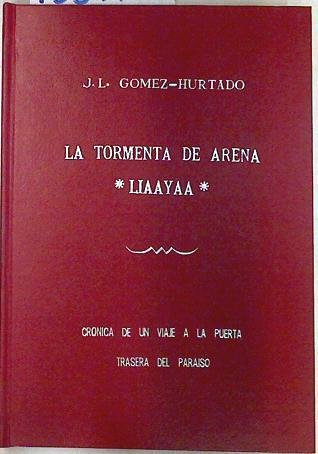 J. L. GOMEZ-HURTADO
LA TORMENTA DE ARENA
*LIAAYAA*
CRONICA DE UN VIAJE A LA PUERTA
TRASERA DEL PARAISO